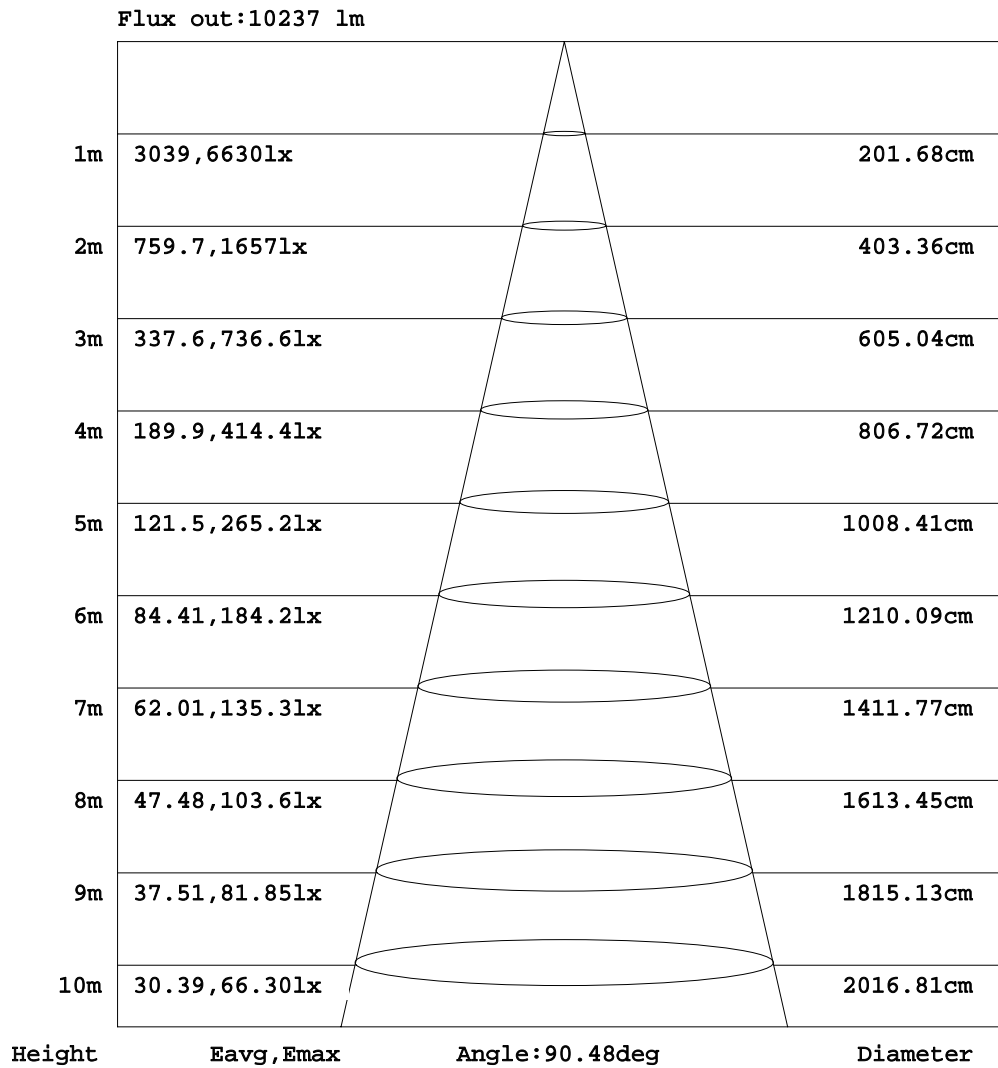 Flux out:10237 lm
1m 3039,6630lx 201.68cm
2m 759.7,1657lx 403.36cm
3m 337.6,736.6lx 605.04cm
4m 189.9,414.4lx 806.72cm
5m 121.5,265.2lx 1008.41cm
6m 84.41,184.2lx 1210.09cm
7m 62.01,135.3lx 1411.77cm
8m 47.48,103.6lx 1613.45cm
9m 37.51,81.85lx 1815.13cm
10m 30.39,66.30lx 2016.81cm
Height Eavg,Emax Angle:90.48deg Diameter